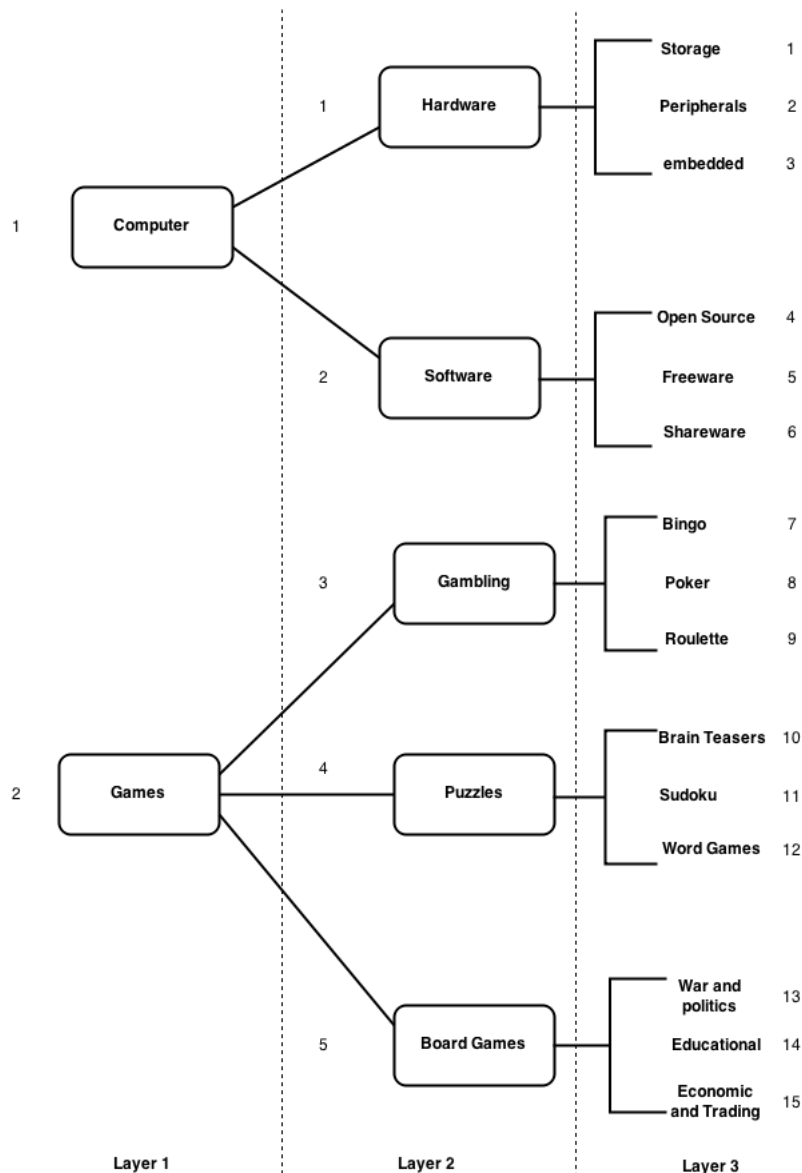 Storage 1
1 Hardware Peripherals 2
embedded 3
1 Computer
Open Source 4
2 Software Freeware 5
Shareware 6
Bingo 7
3 Gambling Poker 8
Roulette 9
Brain Teasers 10
4
2 Games Puzzles Sudoku 11
Word Games 12
War and
politics 13
5 Board Games Educational 14
Economic
and Trading 15
Layer 1 Layer 2 Layer 3